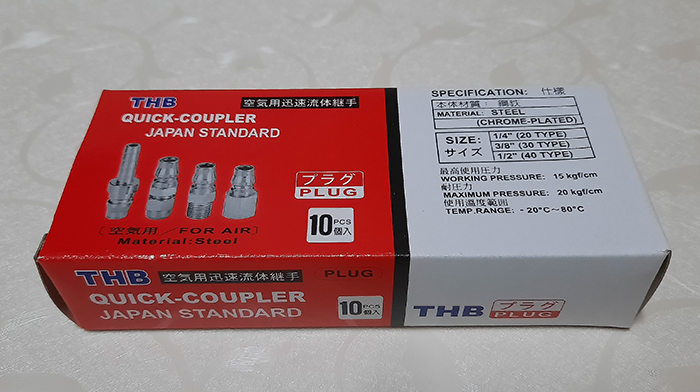 THB 空気用迅速流体継手
QUICK-COUPLER
JAPAN STANDARD
プラグ
PLUG
[空気用/FOR AIR]
Material:Steel
10 PCS 個入
SPECIFICATION: 仕様
本体材質 鋼鉄
MATERIAL: STEEL
(CHROME-PLATED)
SIZE: サイズ
1/4" (20 TYPE)
3/8" (30 TYPE)
1/2" (40 TYPE)
最高使用圧力
WORKING PRESSURE: 15 kgf/cm
耐圧力
MAXIMUM PRESSURE: 20 kgf/cm
使用温度範囲
TEMP.RANGE: -20°C~80°C
THB 空気用迅速流体継手 PLUG
QUICK-COUPLER
JAPAN STANDARD
10 PCS 個入
THB プラグ
PLUG